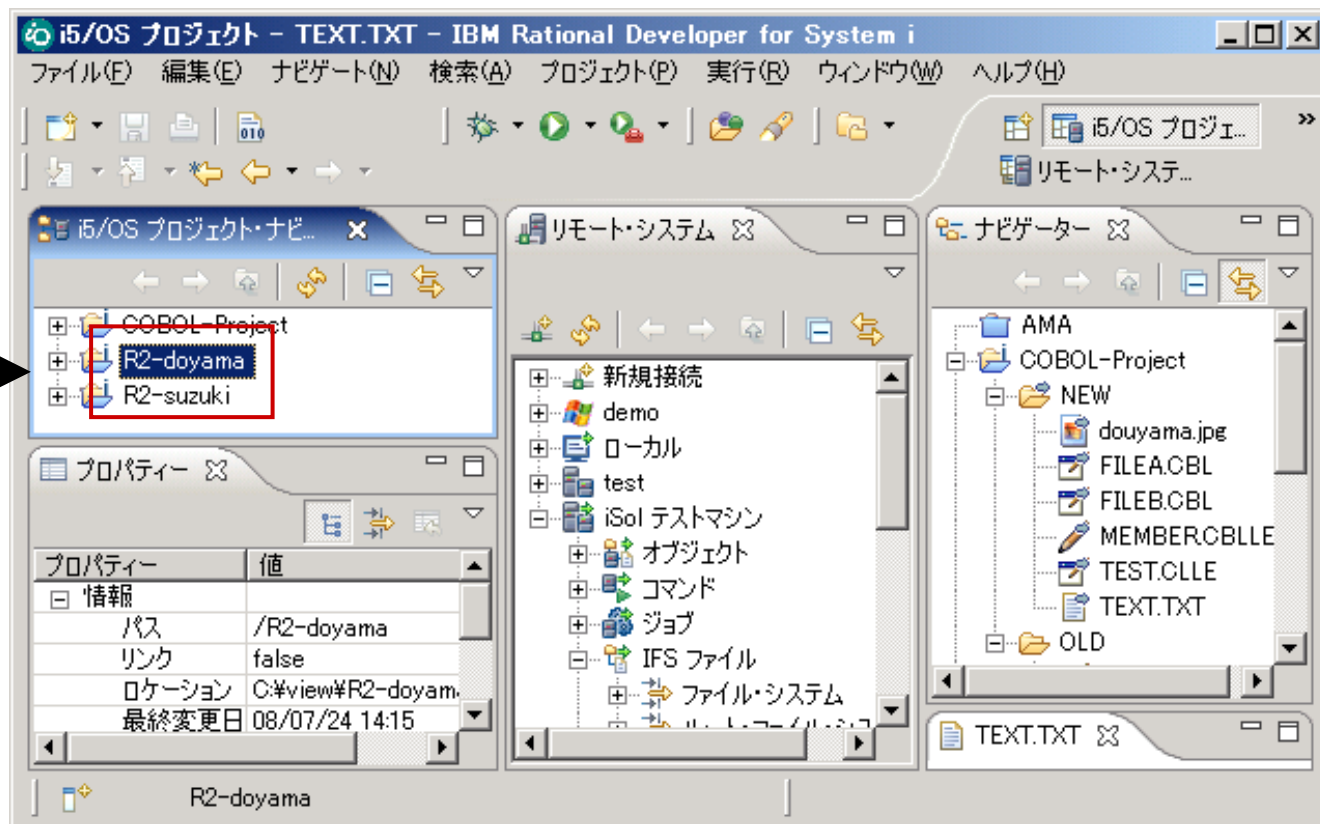 i5/OS プロジェクト - TEXT.TXT - IBM Rational Developer for System i
ファイル(F) 編集(E) ナビゲート(N) 検索(A) プロジェクト(P) 実行(R) ウィンドウ(W) ヘルプ(H)
010
i5/OS プロジェ... »
リモート・システ...
i5/OS プロジェクト・ナビ...
COBOL-Project
R2-doyama
R2-suzuki
プロパティー
プロパティー 値
情報
パス /R2-doyama
リンク false
ロケーション C:¥view¥R2-doyam
最終変更日 08/07/24 14:15
リモート・システム
新規接続
demo
ローカル
test
iSol テストマシン
オブジェクト
コマンド
ジョブ
IFS ファイル
ファイル・システム
ナビゲーター
AMA
COBOL-Project
NEW
douyama.jpg
FILEA.CBL
FILEB.CBL
MEMBER.CBLLE
TEST.CLLE
TEXT.TXT
OLD
TEXT.TXT
R2-doyama